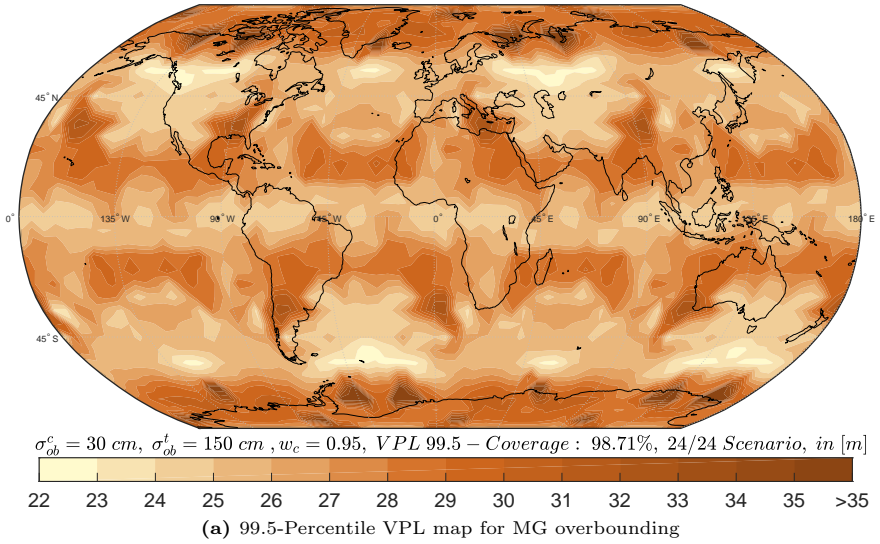 45° N
0° 135° W 90° W 45° W 0° 45° E 90° E 135° E 180° E
45° S
σ^c_ob = 30 cm, σ^t_ob = 150 cm , w_c = 0.95, VPL 99.5 − Coverage : 98.71%, 24/24 Scenario, in [m]
22 23 24 25 26 27 28 29 30 31 32 33 34 35 >35
(a) 99.5-Percentile VPL map for MG overbounding